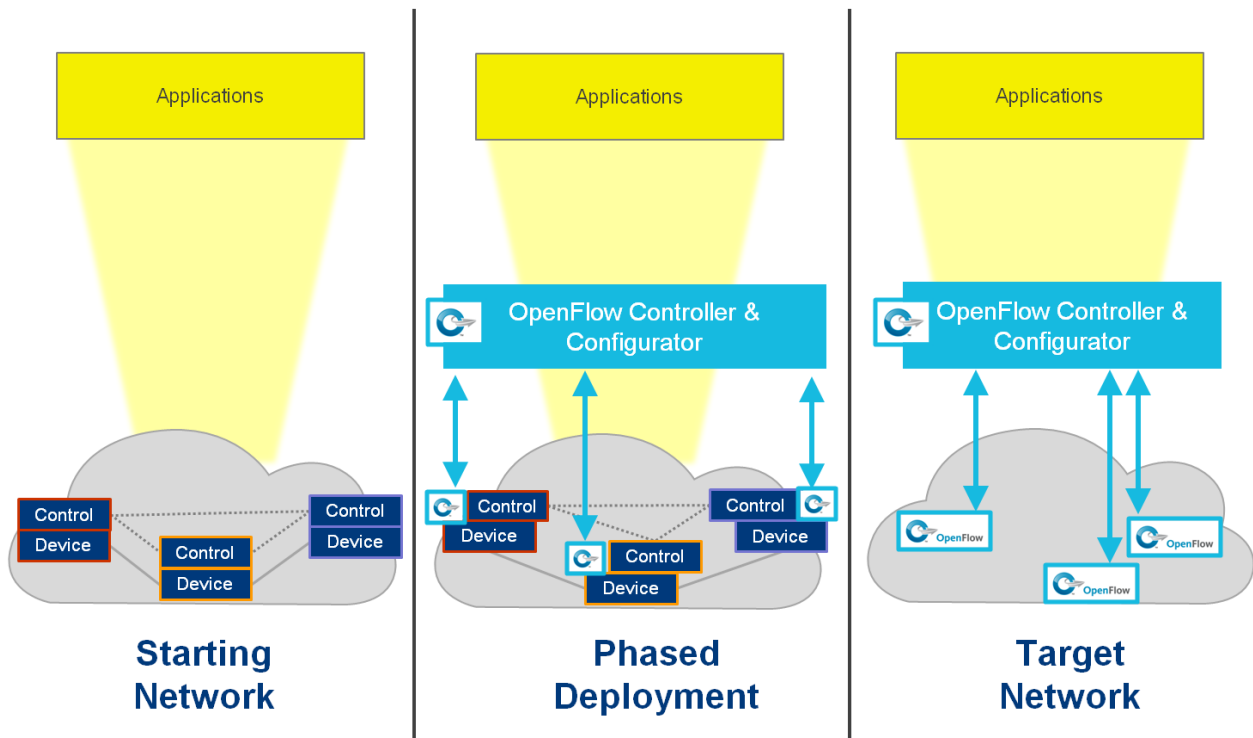 Applications
Control
Device
Control
Device
Control
Device
Starting
Network
Applications
OpenFlow Controller &
Configurator
Control
Device
Control
Device
Control
Device
Phased
Deployment
Applications
OpenFlow Controller &
Configurator
OpenFlow
OpenFlow
OpenFlow
Target
Network